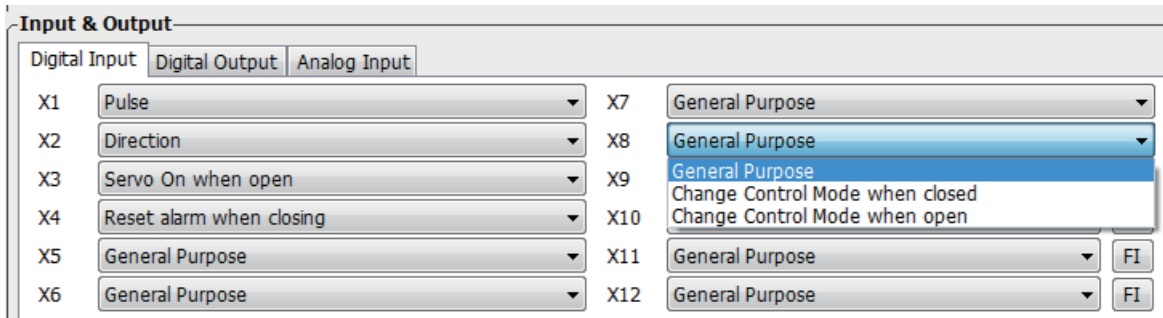 Input & Output
Digital Input Digital Output Analog Input
X1 Pulse X7 General Purpose
X2 Direction X8 General Purpose
X3 Servo On when open X9 General Purpose
Change Control Mode when closed
X4 Reset alarm when closing X10 Change Control Mode when open
X5 General Purpose X11 General Purpose FI
X6 General Purpose X12 General Purpose FI